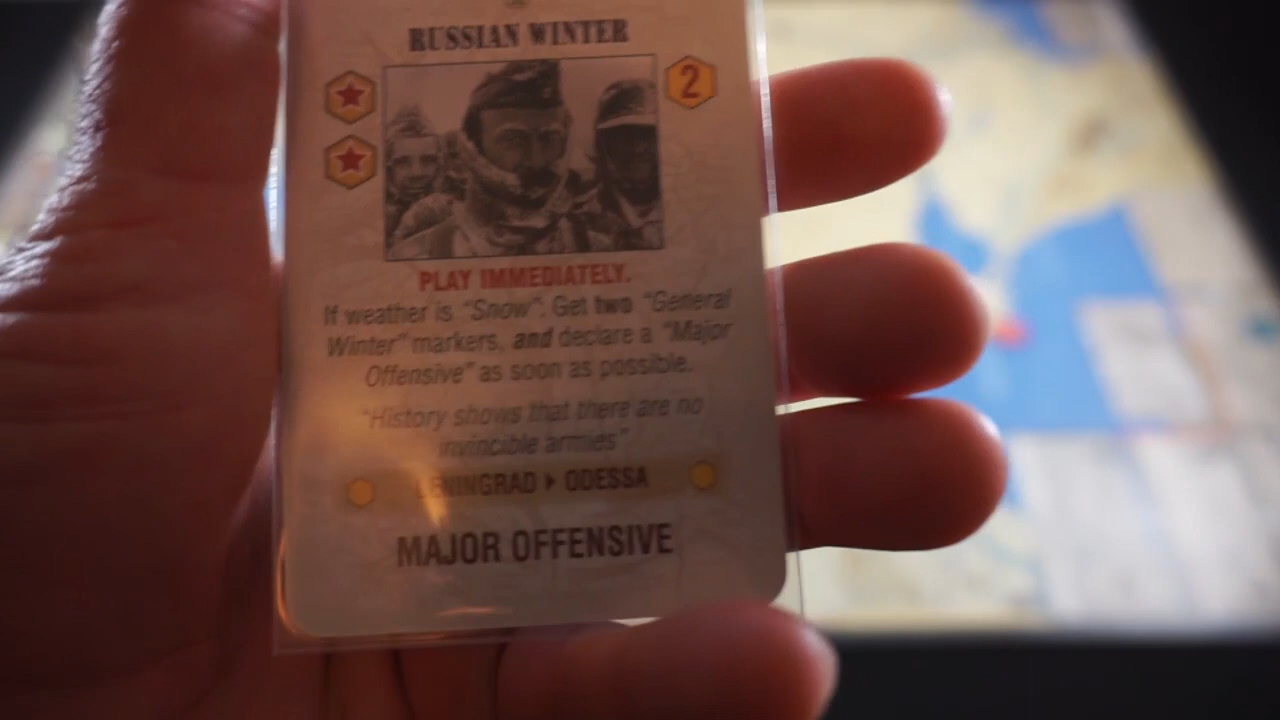 RUSSIAN WINTER
2
PLAY IMMEDIATELY.
If weather is "Snow": Get two "General
Winter" markers, and declare a "Major
Offensive" as soon as possible.
"History shows that there are no
invincible armies"
LENINGRAD ▸ ODESSA
MAJOR OFFENSIVE